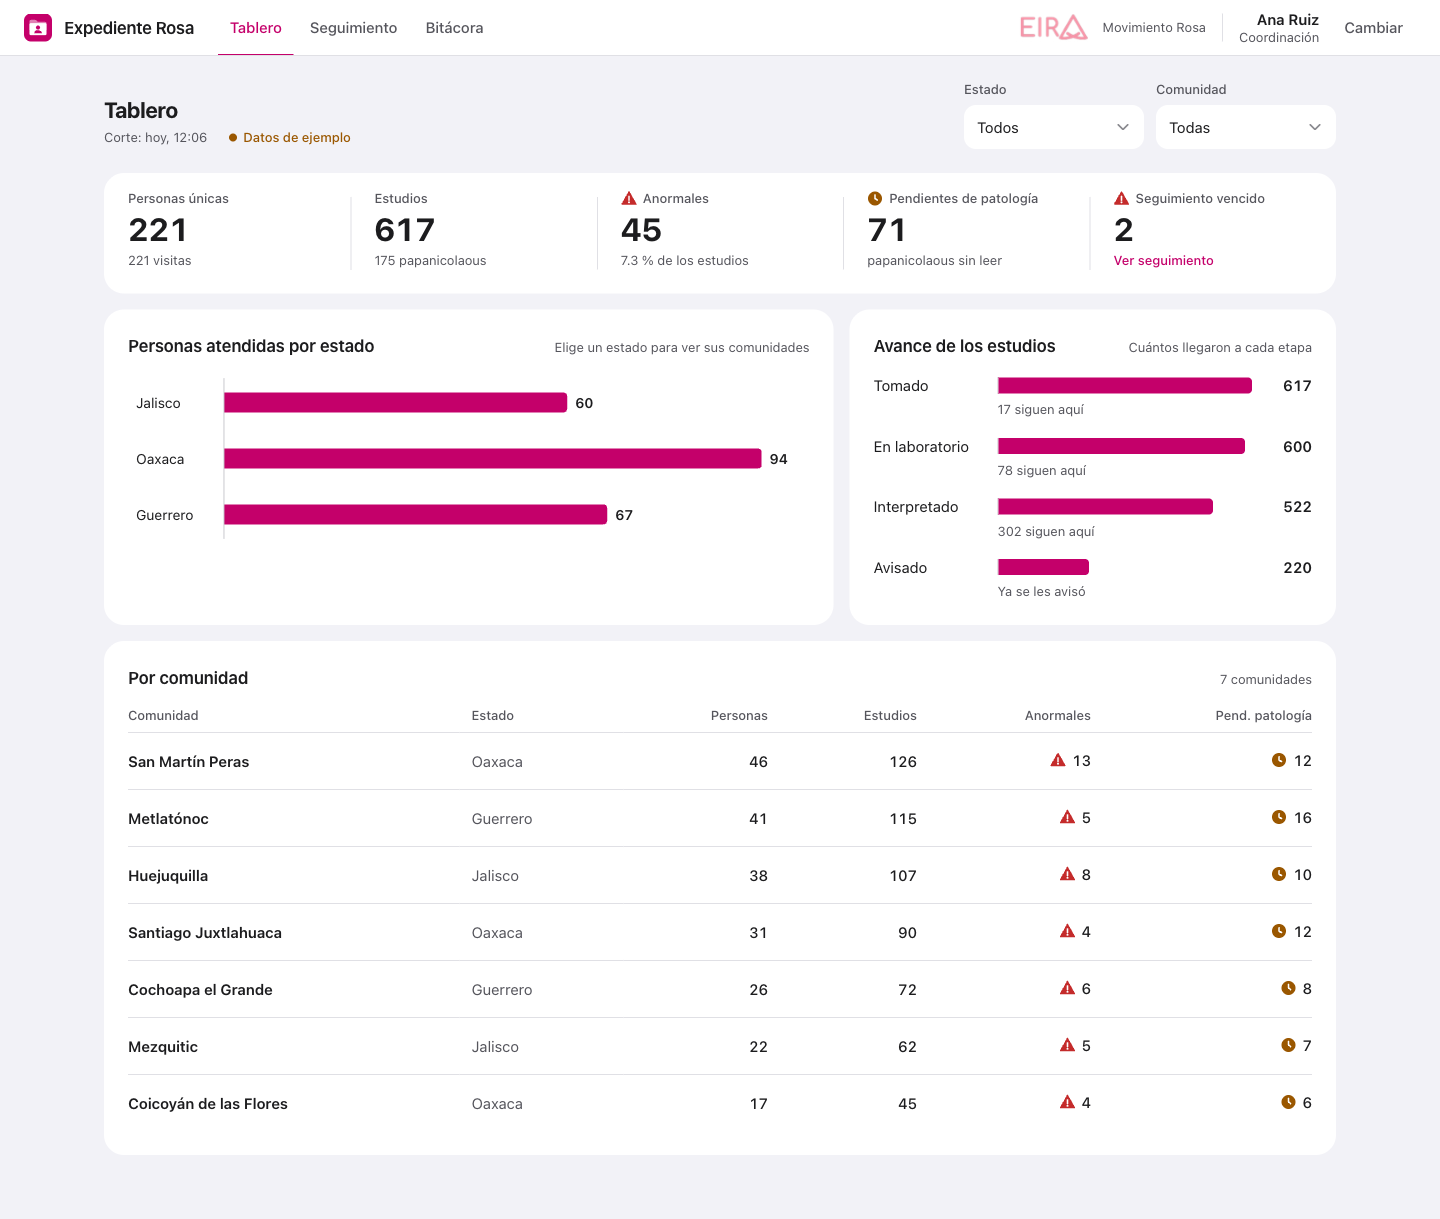 Expediente Rosa
Tablero
Seguimiento
Bitácora
EIRA
Movimiento Rosa
Ana Ruiz
Coordinación
Cambiar
Tablero
Corte: hoy, 12:06
Datos de ejemplo
Estado
Todos
Comunidad
Todas
Personas únicas
221
221 visitas
Estudios
617
175 papanicolaous
Anormales
45
7.3 % de los estudios
Pendientes de patología
71
papanicolaous sin leer
Seguimiento vencido
2
Ver seguimiento
Personas atendidas por estado
Elige un estado para ver sus comunidades
Jalisco 60
Oaxaca 94
Guerrero 67
Avance de los estudios
Cuántos llegaron a cada etapa
Tomado 617
17 siguen aquí
En laboratorio 600
78 siguen aquí
Interpretado 522
302 siguen aquí
Avisado 220
Ya se les avisó
Por comunidad
7 comunidades
Comunidad Estado Personas Estudios Anormales Pend. patología
San Martín Peras Oaxaca 46 126 13 12
Metlatónoc Guerrero 41 115 5 16
Huejuquilla Jalisco 38 107 8 10
Santiago Juxtlahuaca Oaxaca 31 90 4 12
Cochoapa el Grande Guerrero 26 72 6 8
Mezquitic Jalisco 22 62 5 7
Coicoyán de las Flores Oaxaca 17 45 4 6